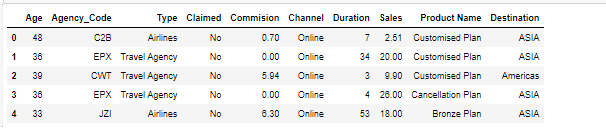 Age Agency_Code Type Claimed Commision Channel Duration Sales Product Name Destination
0 48 C2B Airlines No 0.70 Online 7 2.51 Customised Plan ASIA
1 36 EPX Travel Agency No 0.00 Online 34 20.00 Customised Plan ASIA
2 39 CWT Travel Agency No 5.94 Online 3 9.90 Customised Plan Americas
3 36 EPX Travel Agency No 0.00 Online 4 26.00 Cancellation Plan ASIA
4 33 JZI Airlines No 6.30 Online 53 18.00 Bronze Plan ASIA